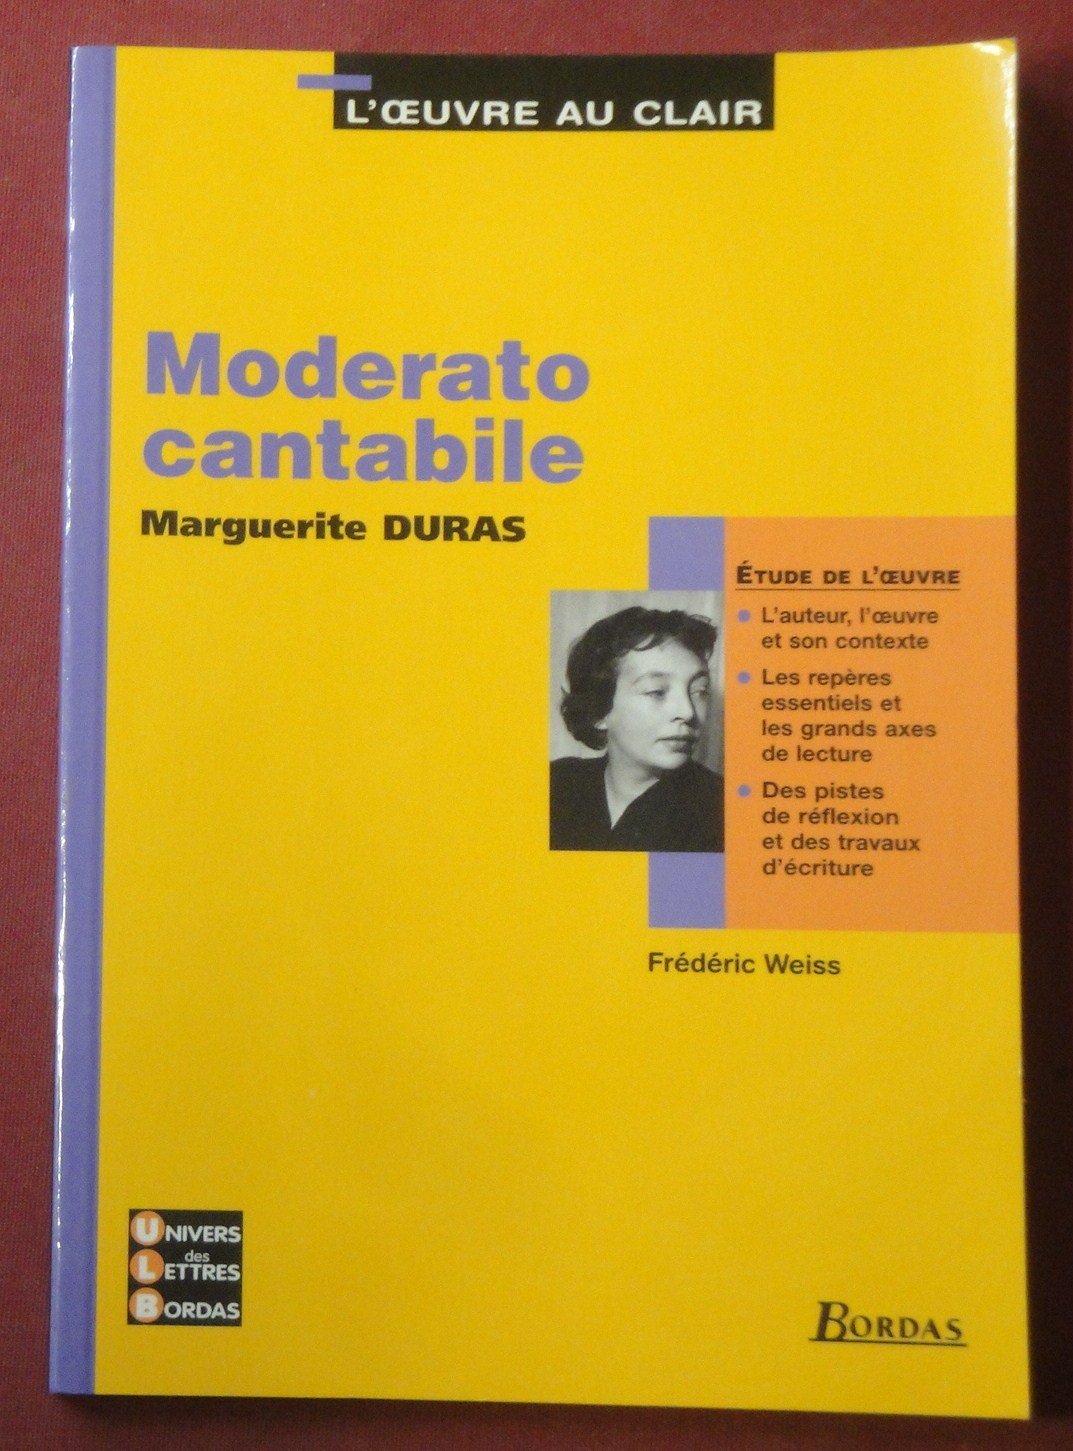 L'ŒUVRE AU CLAIR
Moderato
cantabile
Marguerite DURAS
ÉTUDE DE L'ŒUVRE
• L'auteur, l'œuvre
et son contexte
• Les repères
essentiels et
les grands axes
de lecture
• Des pistes
de réflexion
et des travaux
d'écriture
Frédéric Weiss
UNIVERS
des
LETTRES
BORDAS
BORDAS